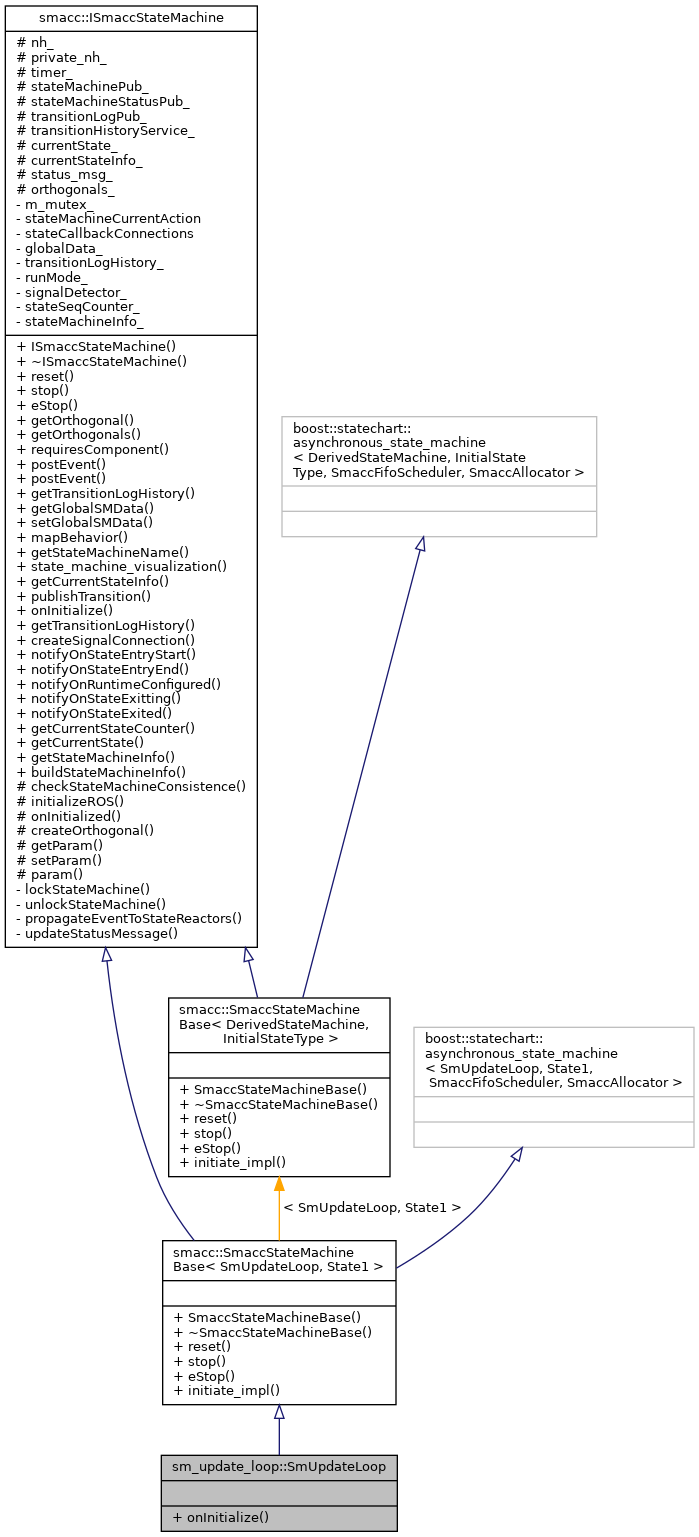 smacc::ISmaccStateMachine
# nh_
# private_nh_
# timer_
# stateMachinePub_
# stateMachineStatusPub_
# transitionLogPub_
# transitionHistoryService_
# currentState_
# currentStateInfo_
# status_msg_
# orthogonals_
- m_mutex_
- stateMachineCurrentAction
- stateCallbackConnections
- globalData_
- transitionLogHistory_
- runMode_
- signalDetector_
- stateSeqCounter_
- stateMachineInfo_
+ ISmaccStateMachine()
+ ~ISmaccStateMachine()
+ reset()
+ stop()
+ eStop()
+ getOrthogonal()
+ getOrthogonals()
+ requiresComponent()
+ postEvent()
+ postEvent()
+ getTransitionLogHistory()
+ getGlobalSMData()
+ setGlobalSMData()
+ mapBehavior()
+ getStateMachineName()
+ state_machine_visualization()
+ getCurrentStateInfo()
+ publishTransition()
+ onInitialize()
+ getTransitionLogHistory()
+ createSignalConnection()
+ notifyOnStateEntryStart()
+ notifyOnStateEntryEnd()
+ notifyOnRuntimeConfigured()
+ notifyOnStateExitting()
+ notifyOnStateExited()
+ getCurrentStateCounter()
+ getCurrentState()
+ getStateMachineInfo()
+ buildStateMachineInfo()
# checkStateMachineConsistence()
# initializeROS()
# onInitialized()
# createOrthogonal()
# getParam()
# setParam()
# param()
- lockStateMachine()
- unlockStateMachine()
- propagateEventToStateReactors()
- updateStatusMessage()
boost::statechart::
asynchronous_state_machine
< DerivedStateMachine, InitialState
Type, SmaccFifoScheduler, SmaccAllocator >
smacc::SmaccStateMachine
Base< DerivedStateMachine,
InitialStateType >
+ SmaccStateMachineBase()
+ ~SmaccStateMachineBase()
+ reset()
+ stop()
+ eStop()
+ initiate_impl()
boost::statechart::
asynchronous_state_machine
< SmUpdateLoop, State1,
SmaccFifoScheduler, SmaccAllocator >
< SmUpdateLoop, State1 >
smacc::SmaccStateMachine
Base< SmUpdateLoop, State1 >
+ SmaccStateMachineBase()
+ ~SmaccStateMachineBase()
+ reset()
+ stop()
+ eStop()
+ initiate_impl()
sm_update_loop::SmUpdateLoop
+ onInitialize()